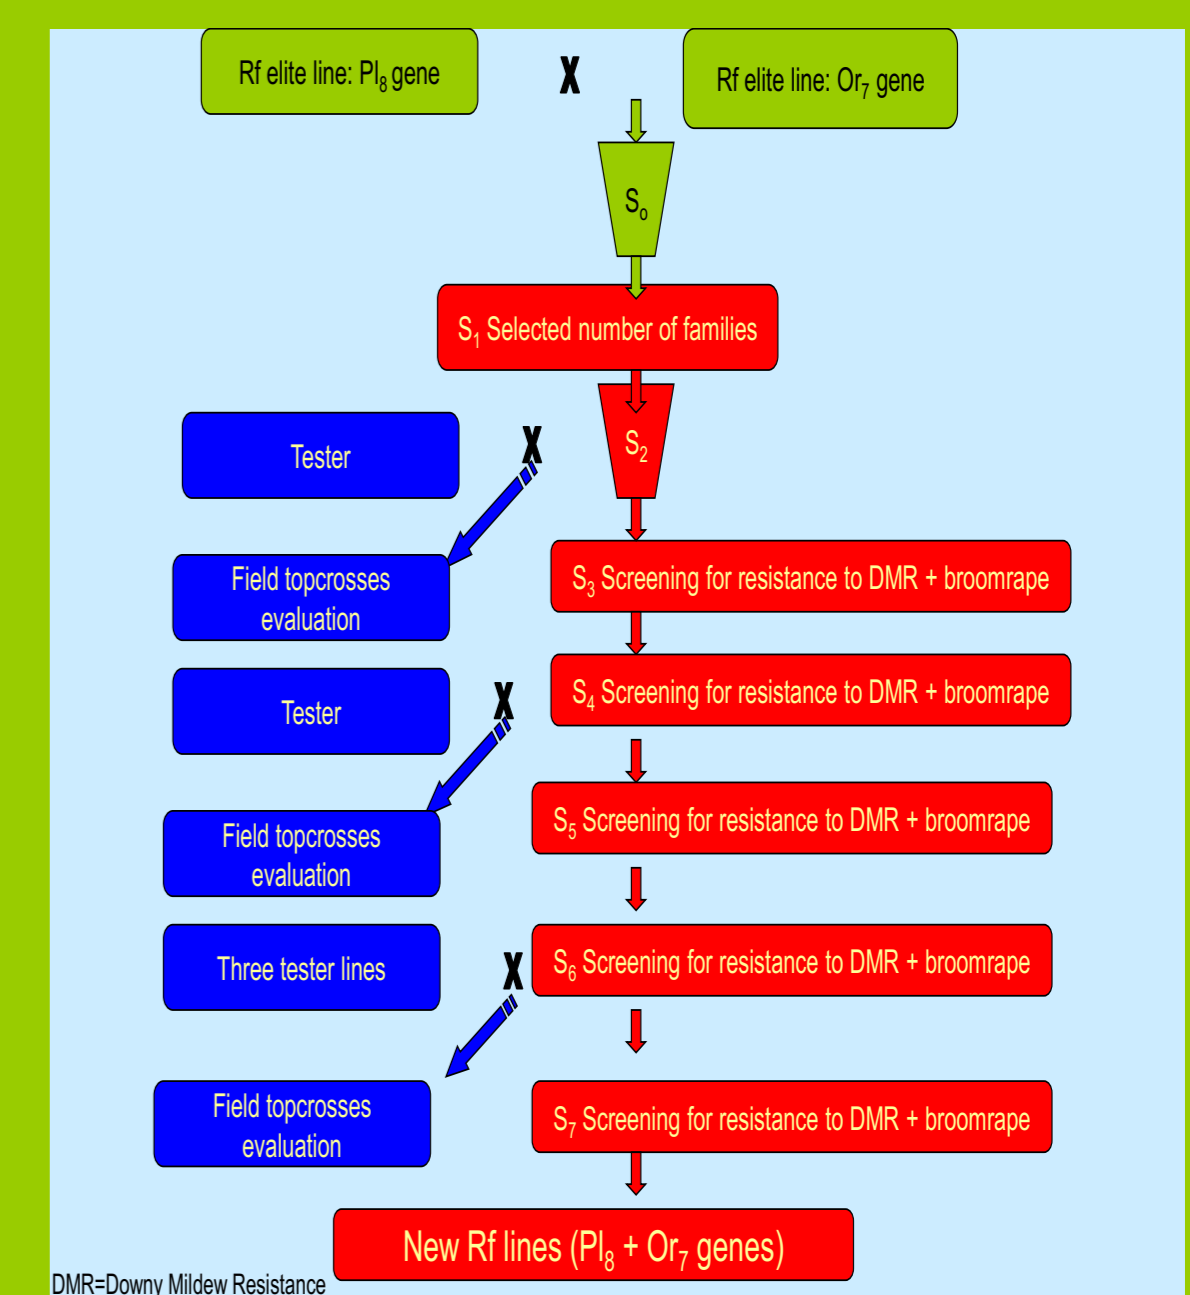 Rf elite line: Pl₈ gene
X
Rf elite line: Or₇ gene
Sₒ
S₁ Selected number of families
Tester
X
S₂
Field topcrosses
evaluation
S₃ Screening for resistance to DMR + broomrape
Tester
X
S₄ Screening for resistance to DMR + broomrape
Field topcrosses
evaluation
S₅ Screening for resistance to DMR + broomrape
Three tester lines
X
S₆ Screening for resistance to DMR + broomrape
Field topcrosses
evaluation
S₇ Screening for resistance to DMR + broomrape
New Rf lines (Pl₈ + Or₇ genes)
DMR=Downy Mildew Resistance